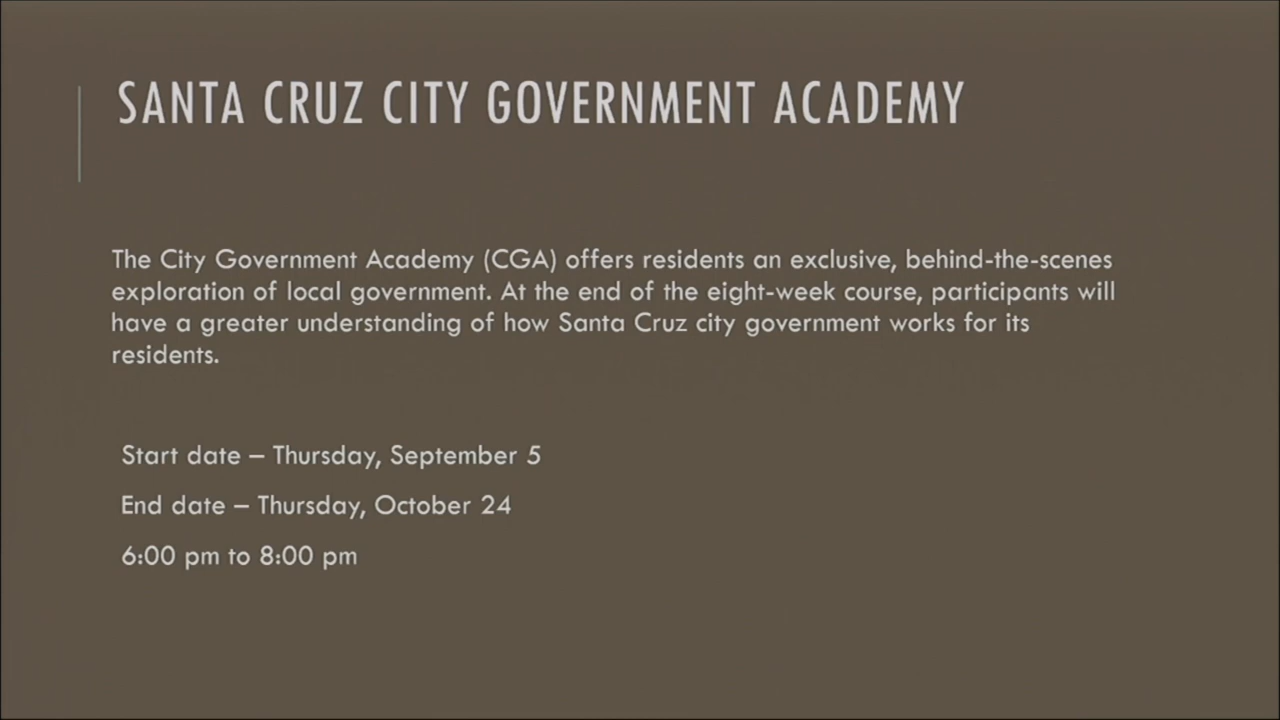 SANTA CRUZ CITY GOVERNMENT ACADEMY
The City Government Academy (CGA) offers residents an exclusive, behind-the-scenes
exploration of local government. At the end of the eight-week course, participants will
have a greater understanding of how Santa Cruz city government works for its
residents.
Start date – Thursday, September 5
End date – Thursday, October 24
6:00 pm to 8:00 pm